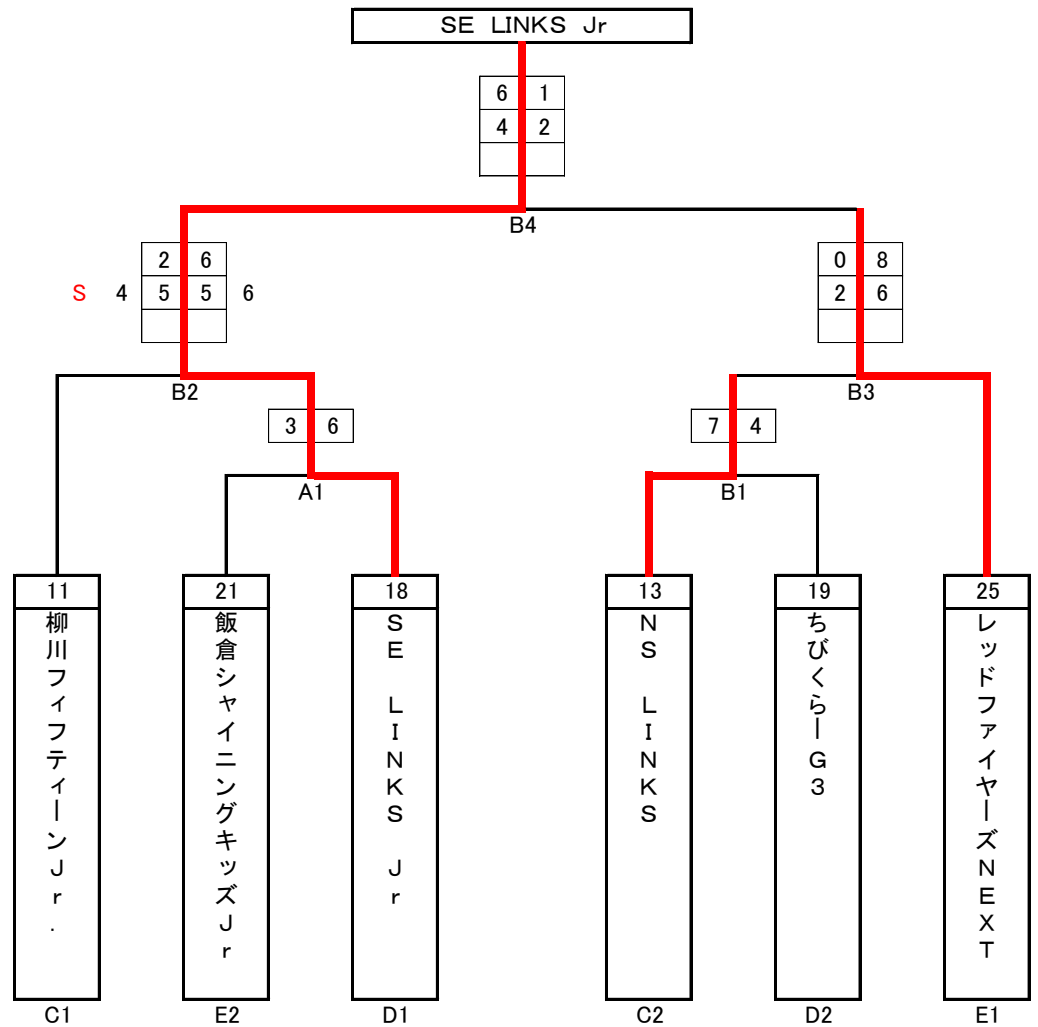 SE LINKS Jr
6 1
4 2
B4
2 6
S 4 5 5 6
0 8
2 6
B2
B3
3 6
7 4
A1
B1
11
柳川フィフティーンJr.
21
飯倉シャイニングキッズJr
18
SE LINKS Jr
13
NS LINKS
19
ちびくらーG3
25
レッドファイヤーズNEXT
C1
E2
D1
C2
D2
E1